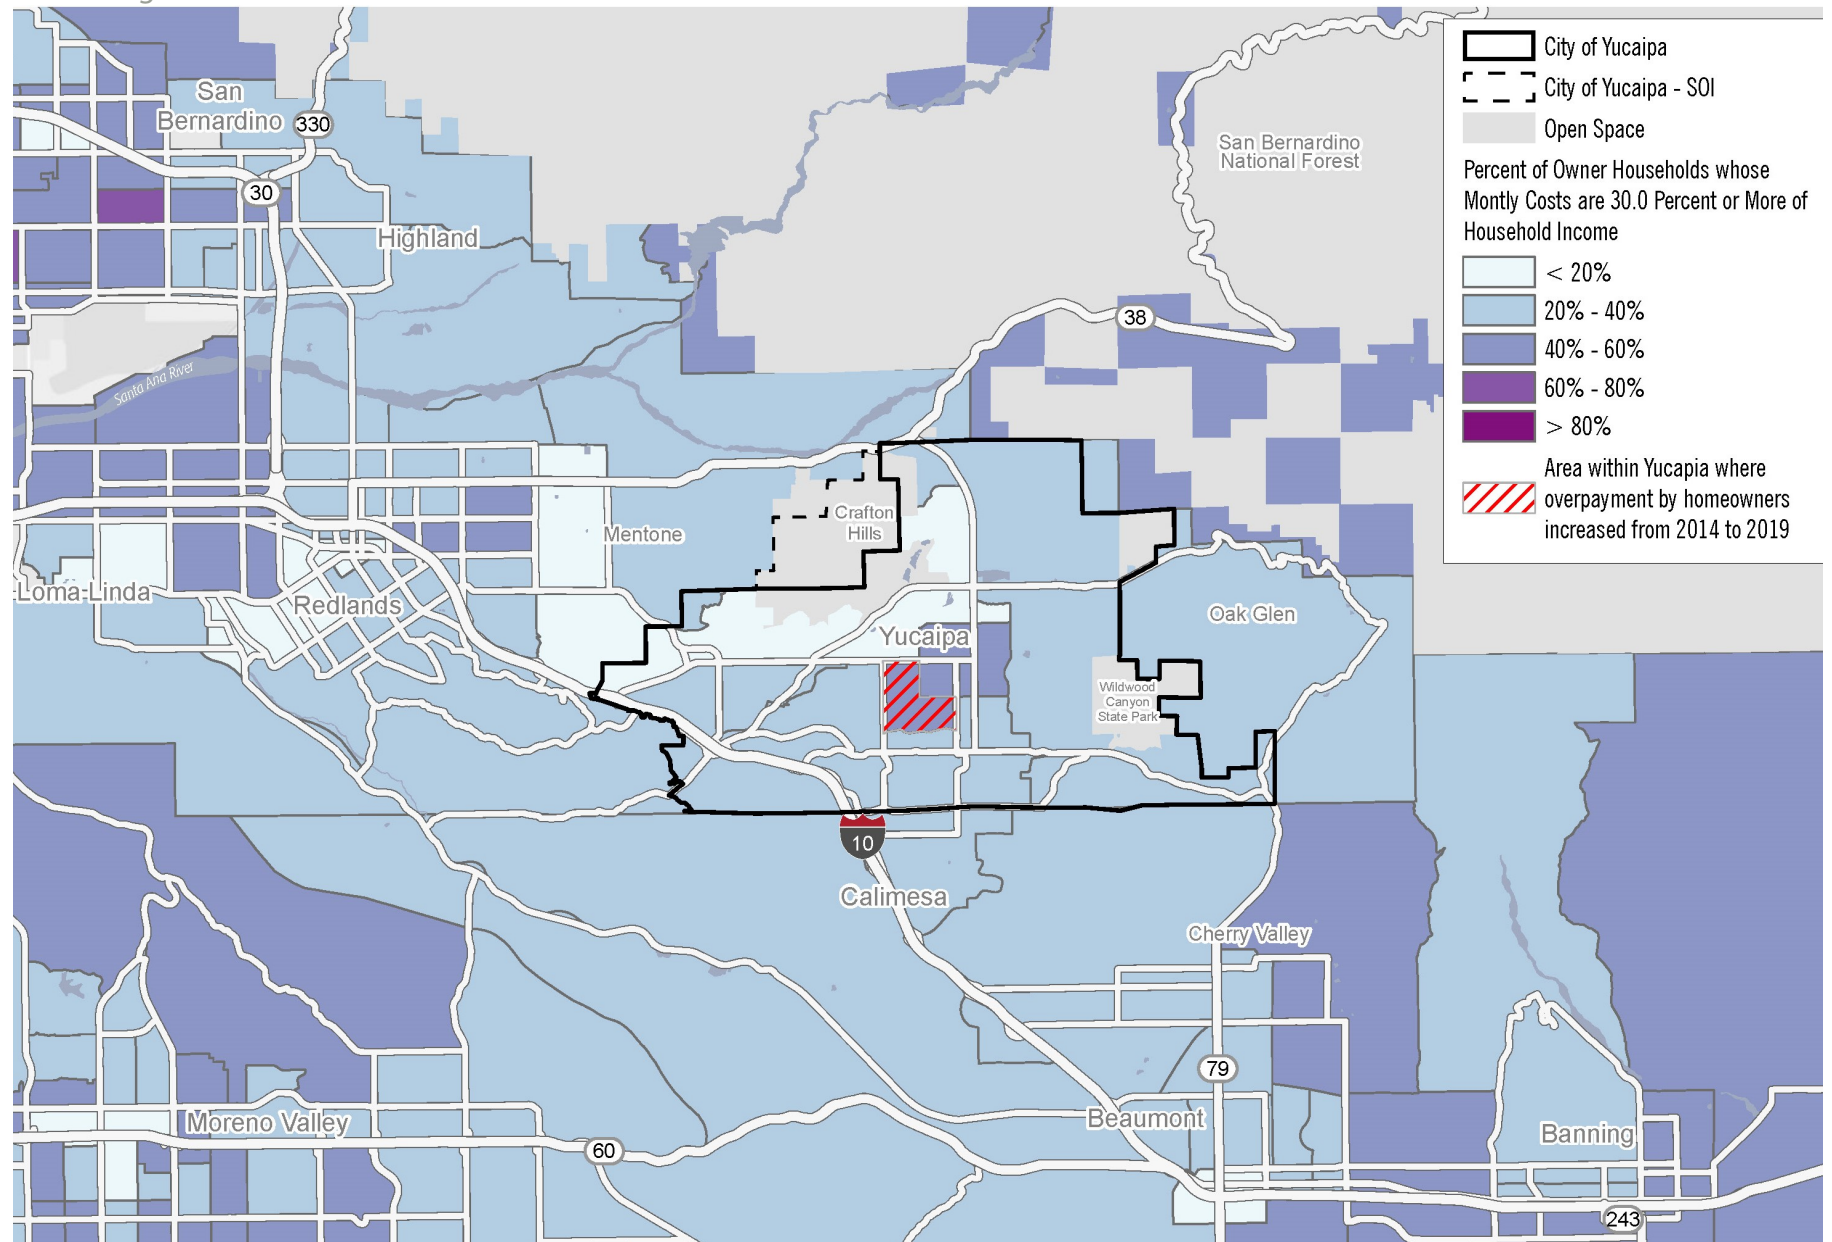 City of Yucaipa
City of Yucaipa - SOI
Open Space
Percent of Owner Households whose
Montly Costs are 30.0 Percent or More of
Household Income
< 20%
20% - 40%
40% - 60%
60% - 80%
> 80%
Area within Yucapia where
overpayment by homeowners
increased from 2014 to 2019
San
Bernardino
330
30
Highland
San Bernardino
National Forest
38
Santa Ana River
Crafton
Hills
Mentone
Loma-Linda
Redlands
Oak Glen
Yucaipa
Wildwood
Canyon
State Park
10
Calimesa
Cherry Valley
79
Moreno Valley
60
Beaumont
Banning
243